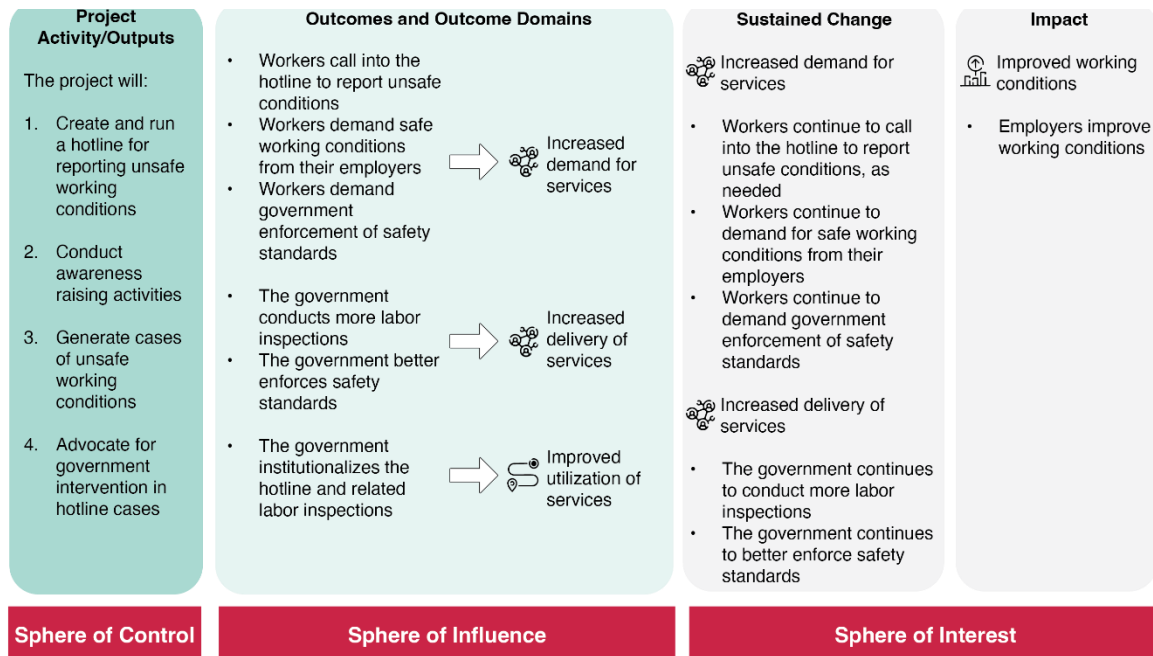 Project
Activity/Outputs
The project will:
1. Create and run
a hotline for
reporting unsafe
working
conditions
2. Conduct
awareness
raising activities
3. Generate cases
of unsafe
working
conditions
4. Advocate for
government
intervention in
hotline cases
Sphere of Control
Outcomes and Outcome Domains
• Workers call into the
hotline to report unsafe
conditions
• Workers demand safe
working conditions
from their employers
• Workers demand
government
enforcement of safety
standards
Increased
demand for
services
• The government
conducts more labor
inspections
• The government better
enforces safety
standards
Increased
delivery of
services
• The government
institutionalizes the
hotline and related
labor inspections
Improved
utilization of
services
Sphere of Influence
Sustained Change
Increased demand for
services
• Workers continue to call
into the hotline to report
unsafe conditions, as
needed
• Workers continue to
demand for safe working
conditions from their
employers
• Workers continue to
demand government
enforcement of safety
standards
Increased delivery of
services
• The government continues
to conduct more labor
inspections
• The government continues
to better enforce safety
standards
Impact
Improved working
conditions
• Employers improve
working conditions
Sphere of Interest